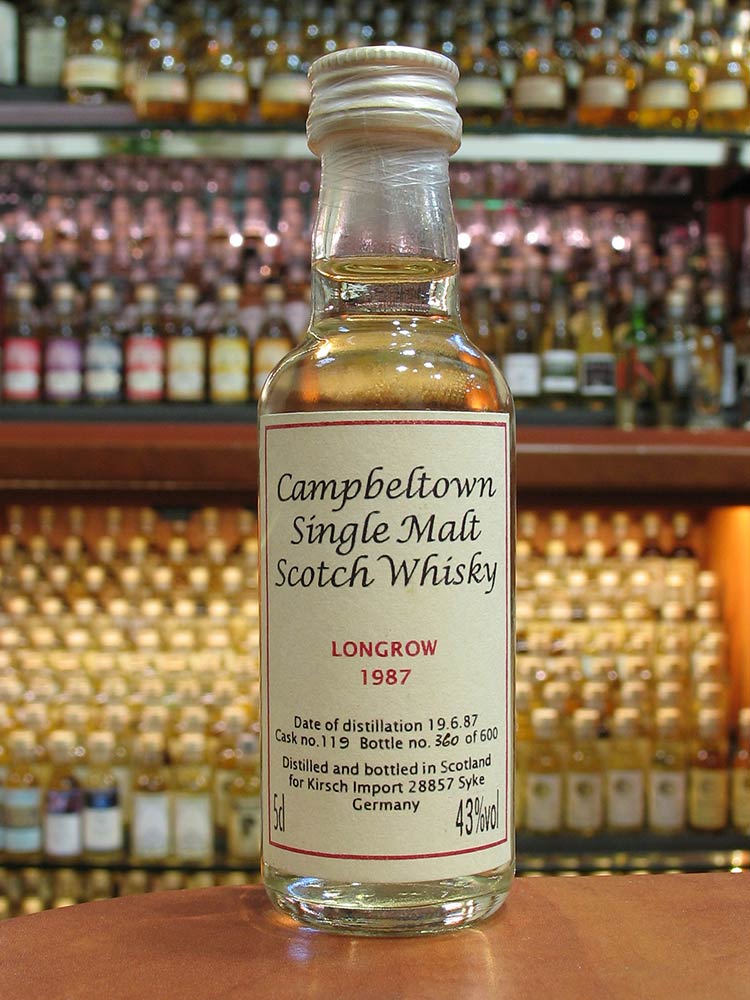 Campbeltown
Single Malt
Scotch Whisky
LONGROW
1987
Date of distillation 19.6.87
Cask no.119 Bottle no. 360 of 600
Distilled and bottled in Scotland
for Kirsch Import 28857 Syke
Germany
5cl 43%vol